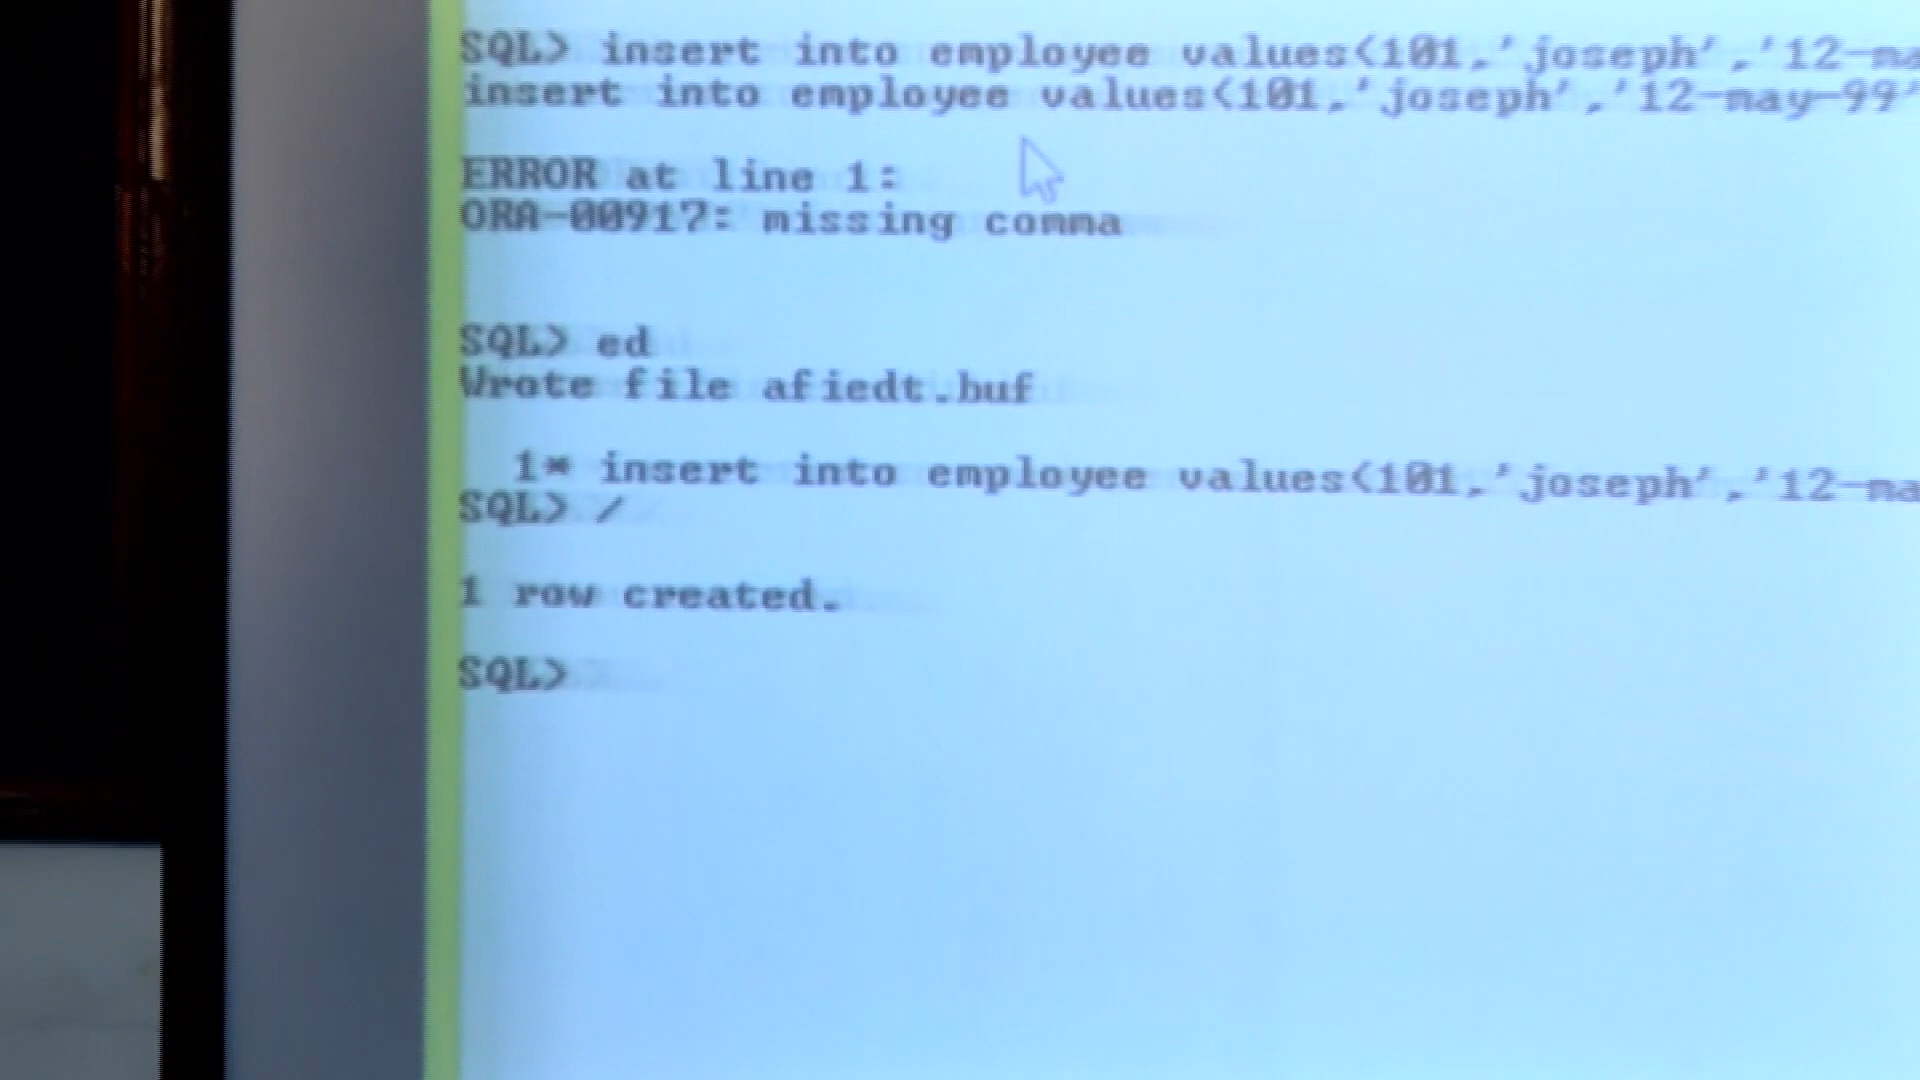 SQL> insert into employee values(101,'joseph','12-ma
insert into employee values(101,'joseph','12-may-99'
ERROR at line 1:
ORA-00917: missing comma
SQL> ed
Wrote file afiedt.buf
1* insert into employee values(101,'joseph','12-ma
SQL> /
1 row created.
SQL>